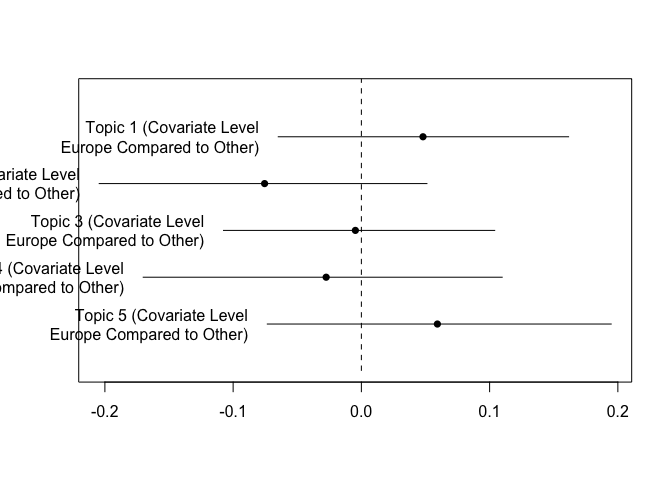 Topic 1 (Covariate Level
Europe Compared to Other)
Level
ed to Other)
Topic 3 (Covariate Level
Europe Compared to Other)
4 (Covariate Level
Compared to Other)
Topic 5 (Covariate Level
Europe Compared to Other)
-0.2 -0.1 0.0 0.1 0.2